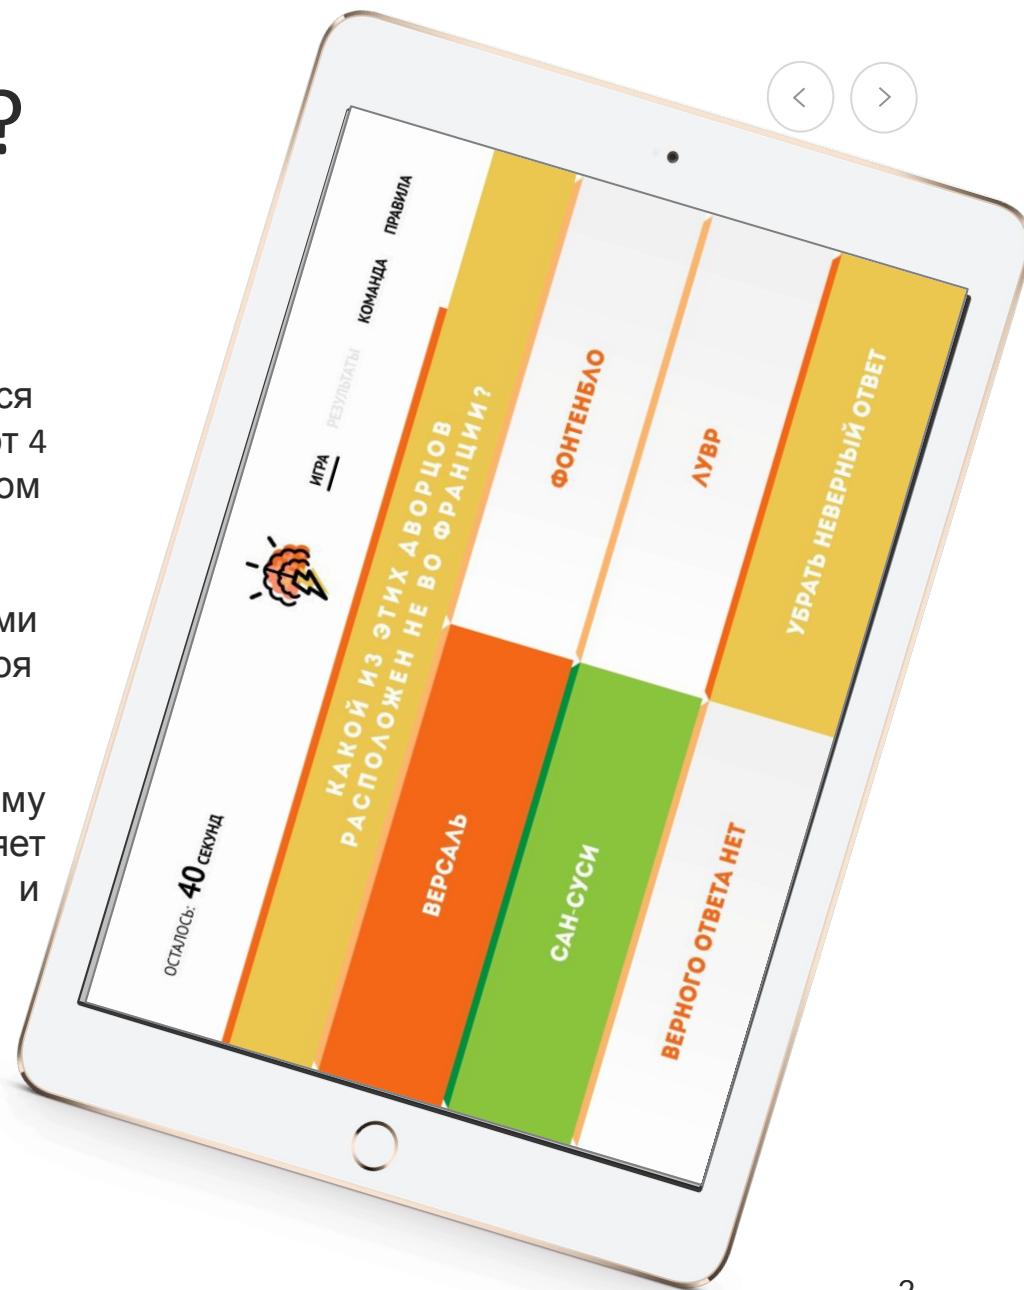 ?
ся
от 4
ом
ми
оя
му
яет
и
ИГРА
РЕЗУЛЬТАТЫ
КОМАНДА
ПРАВИЛА
ОСТАЛОСЬ: 40 СЕКУНД
КАКОЙ ИЗ ЭТИХ ДВОРЦОВ
РАСПОЛОЖЕН НЕ ВО ФРАНЦИИ?
ВЕРСАЛЬ
ФОНТЕНБЛО
САН-СУСИ
ЛУВР
ВЕРНОГО ОТВЕТА НЕТ
УБРАТЬ НЕВЕРНЫЙ ОТВЕТ